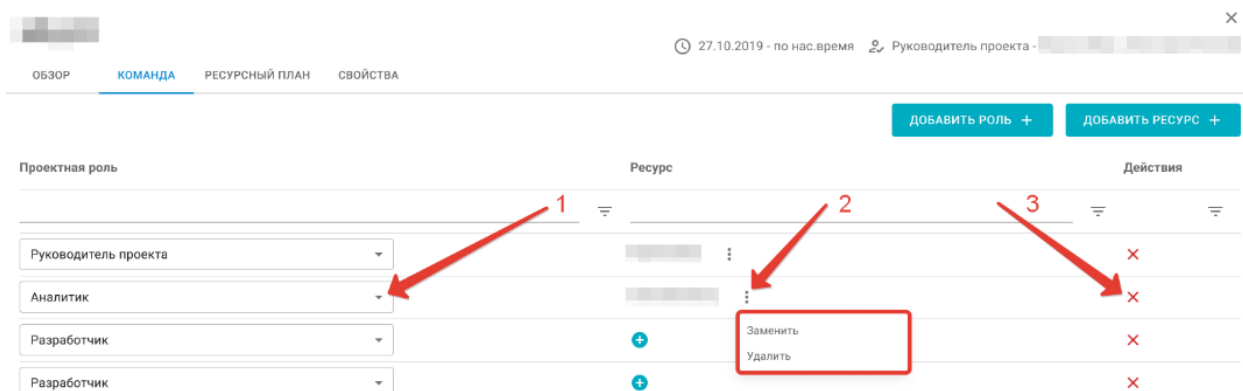 27.10.2019 - по нас.время Руководитель проекта -
ОБЗОР КОМАНДА РЕСУРСНЫЙ ПЛАН СВОЙСТВА
ДОБАВИТЬ РОЛЬ + ДОБАВИТЬ РЕСУРС +
Проектная роль Ресурс Действия
1 2 3
Руководитель проекта
Аналитик
Разработчик
Заменить
Удалить
Разработчик